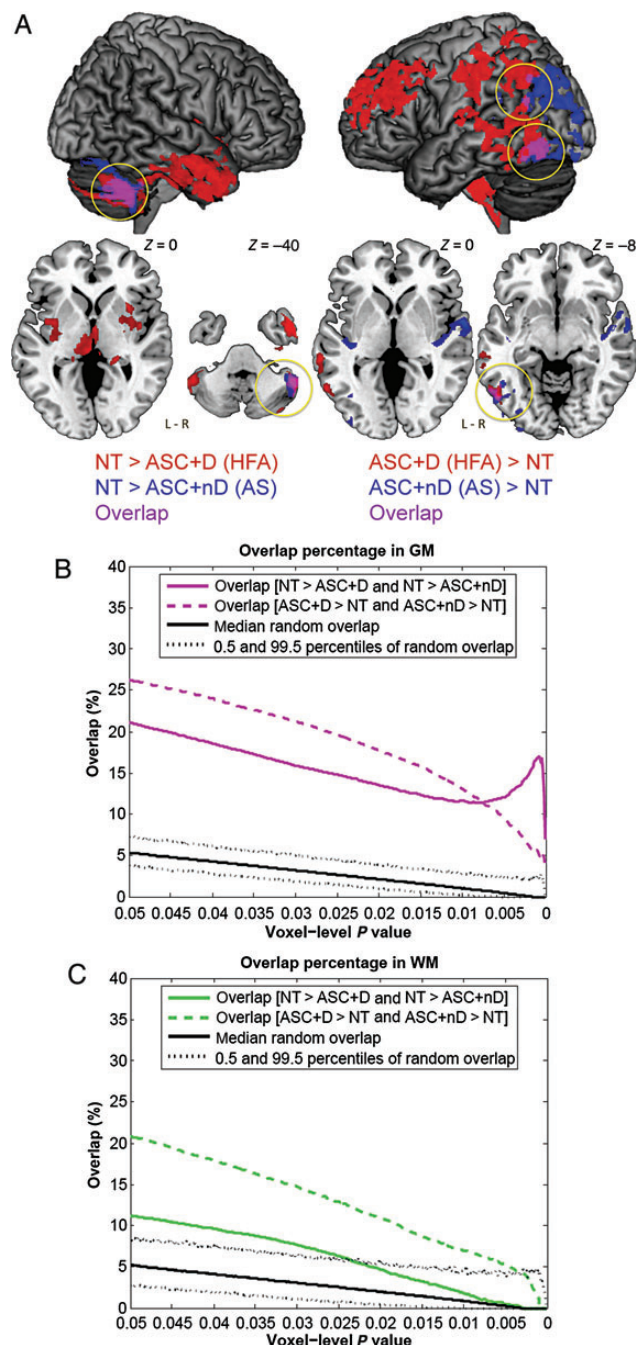 A
Z = 0
Z = –40
Z = 0
Z = –8
L - R
L - R
NT > ASC+D (HFA)
NT > ASC+nD (AS)
Overlap
ASC+D (HFA) > NT
ASC+nD (AS) > NT
Overlap
B
Overlap percentage in GM
Overlap [NT > ASC+D and NT > ASC+nD]
Overlap [ASC+D > NT and ASC+nD > NT]
Median random overlap
0.5 and 99.5 percentiles of random overlap
Overlap (%)
40
35
30
25
20
15
10
5
0
0.05 0.045 0.04 0.035 0.03 0.025 0.02 0.015 0.01 0.005 0
Voxel–level P value
C
Overlap percentage in WM
Overlap [NT > ASC+D and NT > ASC+nD]
Overlap [ASC+D > NT and ASC+nD > NT]
Median random overlap
0.5 and 99.5 percentiles of random overlap
Overlap (%)
40
35
30
25
20
15
10
5
0
0.05 0.045 0.04 0.035 0.03 0.025 0.02 0.015 0.01 0.005 0
Voxel–level P value